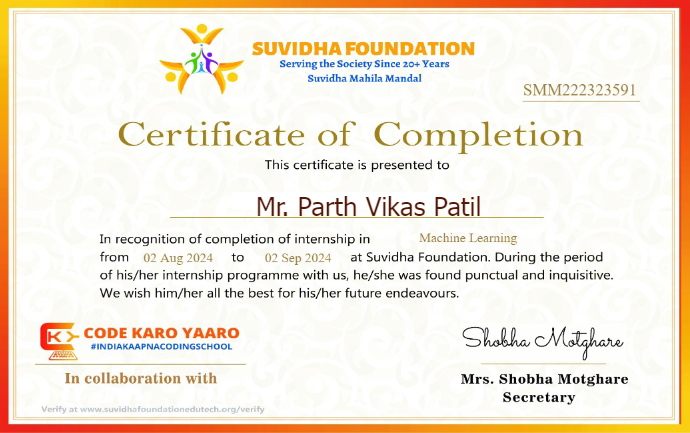 SUVIDHA FOUNDATION
Serving the Society Since 20+ Years
Suvidha Mahila Mandal
SMM222323591
Certificate of Completion
This certificate is presented to
Mr. Parth Vikas Patil
In recognition of completion of internship in Machine Learning
from 02 Aug 2024 to 02 Sep 2024 at Suvidha Foundation. During the period
of his/her internship programme with us, he/she was found punctual and inquisitive.
We wish him/her all the best for his/her future endeavours.
CODE KARO YAARO
#INDIAKAAPNACODINGSCHOOL
In collaboration with
Shobha Motghare
Mrs. Shobha Motghare
Secretary
Verify at www.suvidhafoundationedutech.org/verify